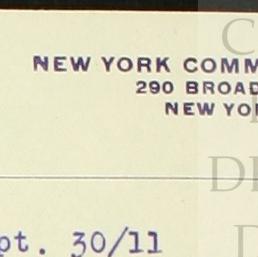 NEW YORK COMM
290 BROAD
NEW YO
pt. 30/11